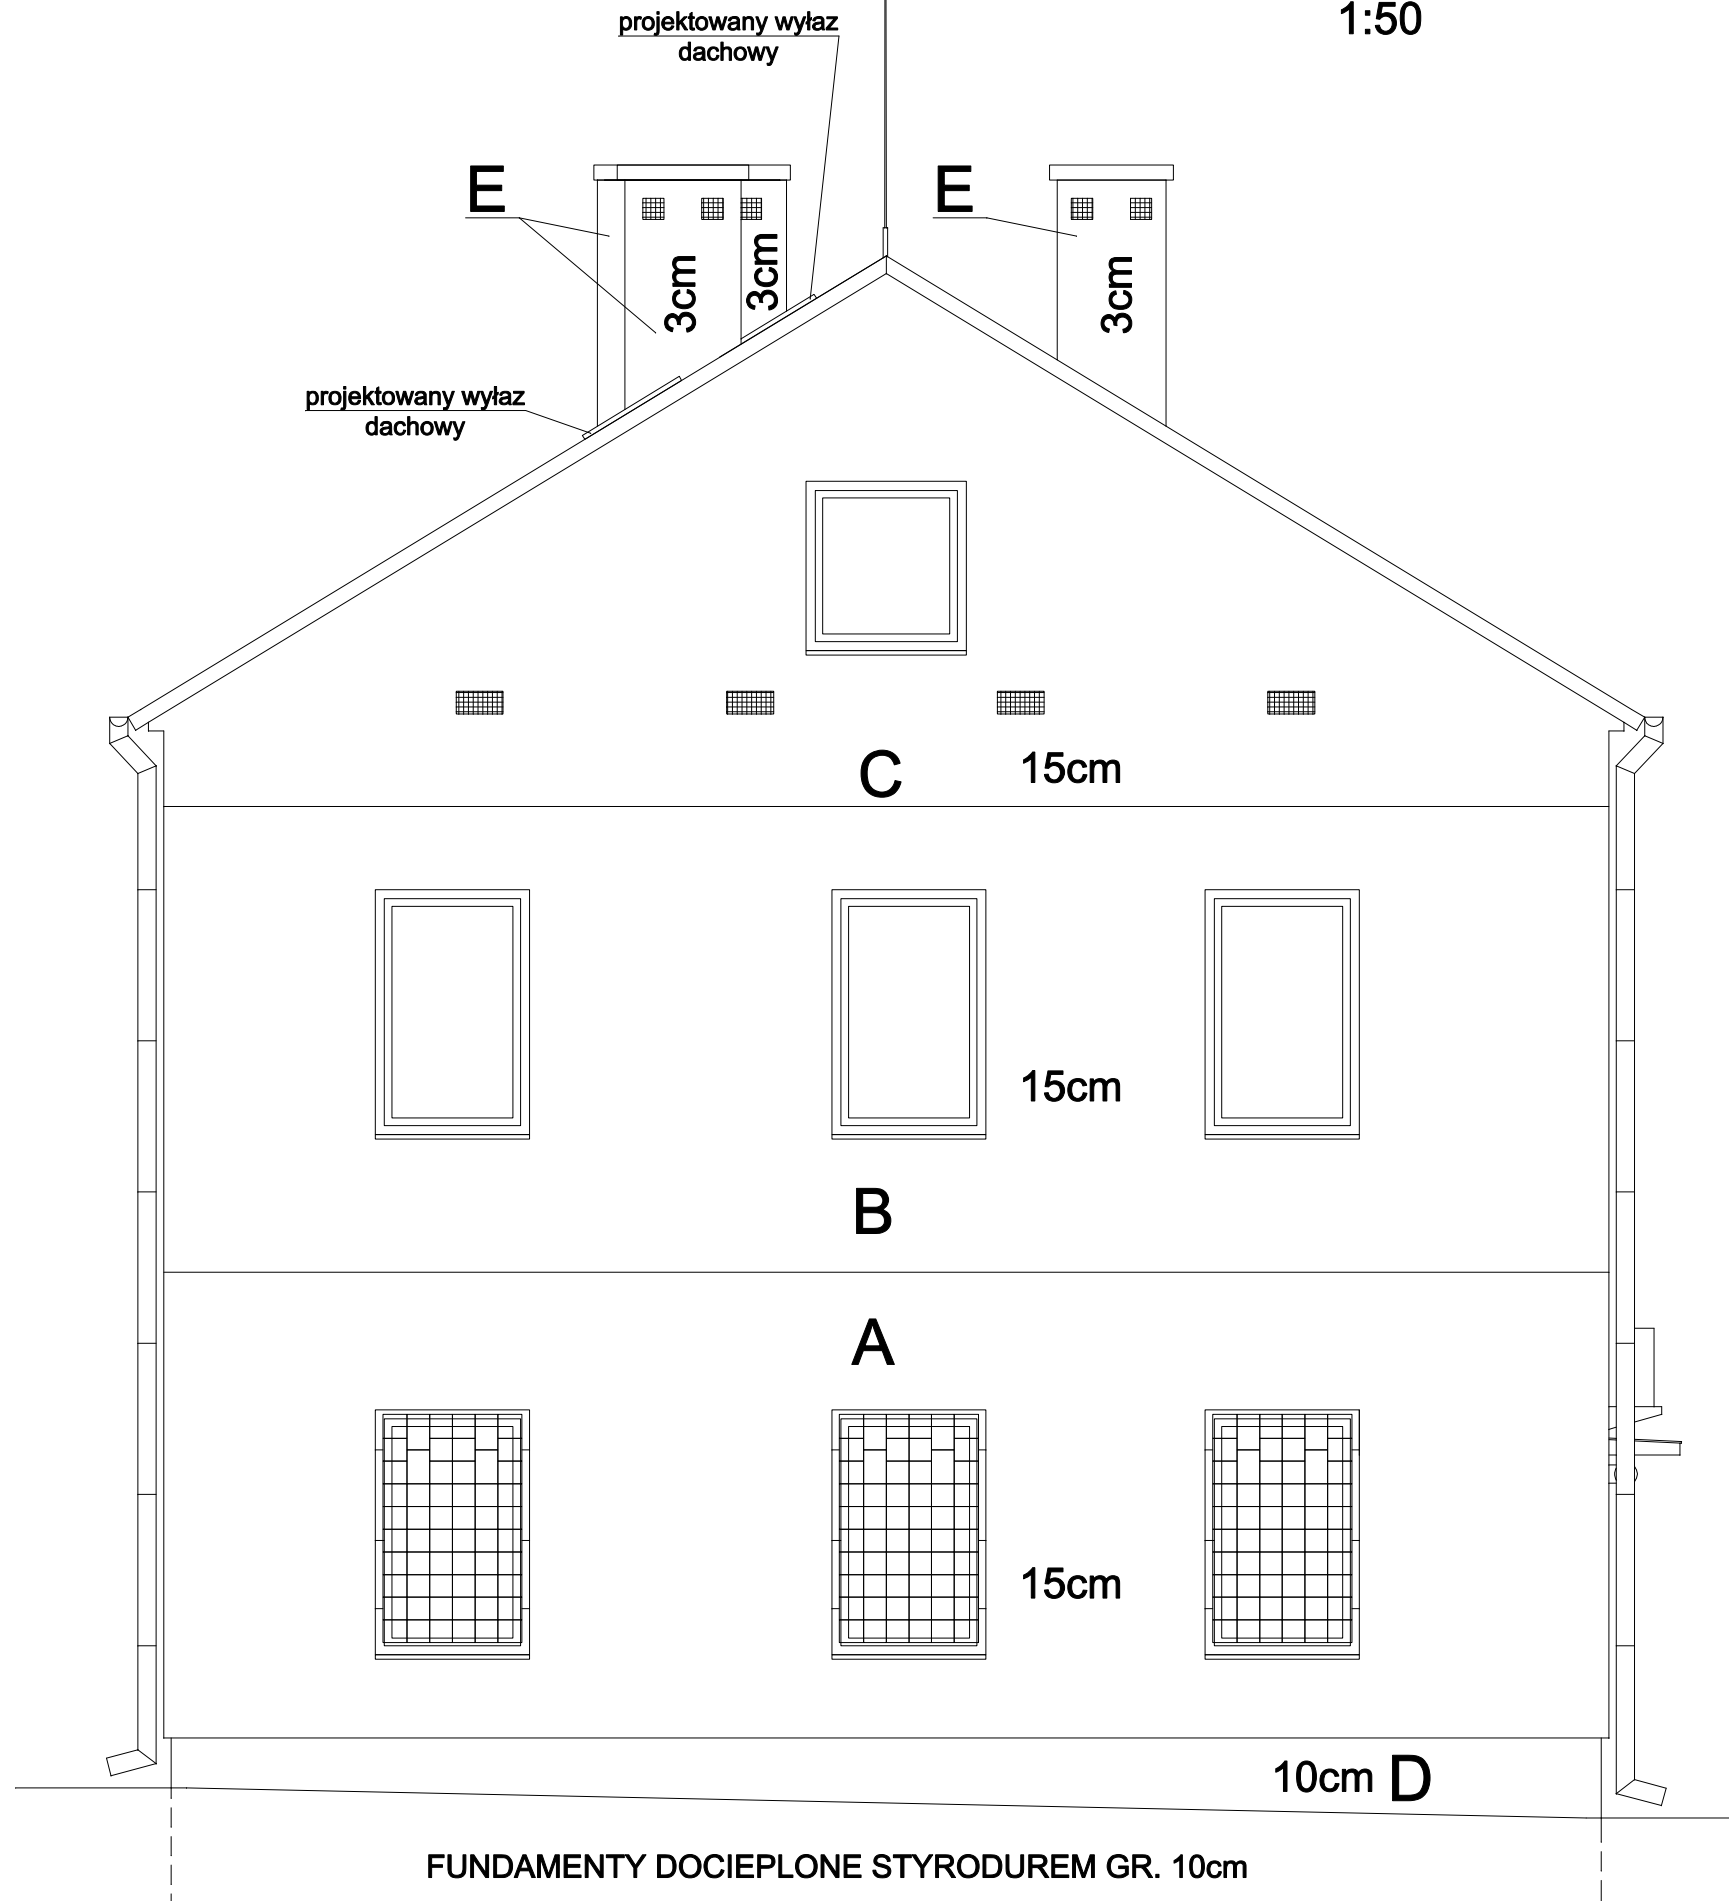 1:50
projektowany wyłaz
dachowy
E
E
3cm
3cm
3cm
projektowany wyłaz
dachowy
C 15cm
15cm
B
A
15cm
10cm D
FUNDAMENTY DOCIEPLONE STYRODUREM GR. 10cm